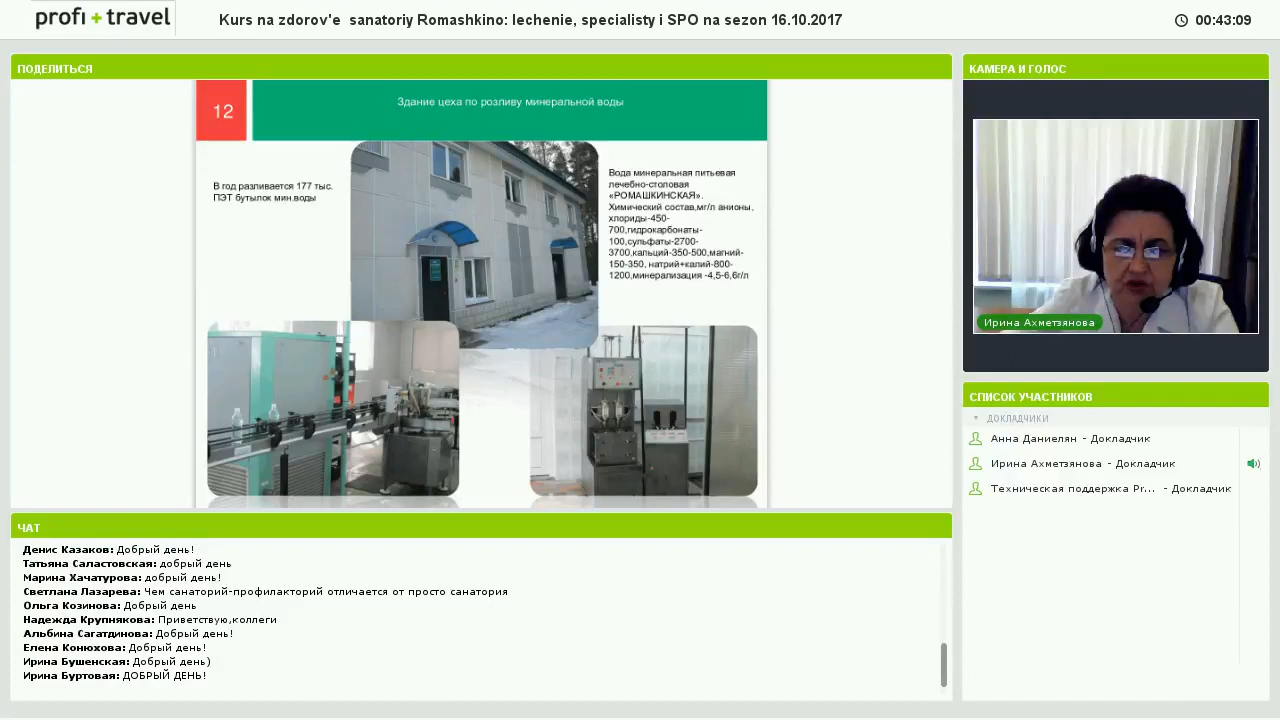 profi + travel
Kurs na zdorov'e sanatoriy Romashkino: lechenie, specialisty i SPO na sezon 16.10.2017
00:43:09
ПОДЕЛИТЬСЯ
12
Здание цеха по розливу минеральной воды
В год разливается 177 тыс.
ПЭТ бутылок мин.воды
Вода минеральная питьевая
лечебно-столовая
«РОМАШКИНСКАЯ».
Химический состав,мг/л анионы,
хлориды-450-
700,гидрокарбонаты-
100,сульфаты-2700-
3700,кальций-350-500,магний-
150-350, натрий+калий-800-
1200,минерализация -4,5-6,6г/л
КАМЕРА И ГОЛОС
Ирина Ахметзянова
СПИСОК УЧАСТНИКОВ
ДОКЛАДЧИКИ
Анна Даниелян - Докладчик
Ирина Ахметзянова - Докладчик
Техническая поддержка Pr... - Докладчик
ЧАТ
Денис Казаков: Добрый день!
Татьяна Саластовская: добрый день
Марина Хачатурова: добрый день!
Светлана Лазарева: Чем санаторий-профилакторий отличается от просто санатория
Ольга Козинова: Добрый день
Надежда Крупнякова: Приветствую,коллеги
Альбина Сагатдинова: Добрый день!
Елена Конюхова: Добрый день!
Ирина Бушенская: Добрый день)
Ирина Буртовая: ДОБРЫЙ ДЕНЬ!